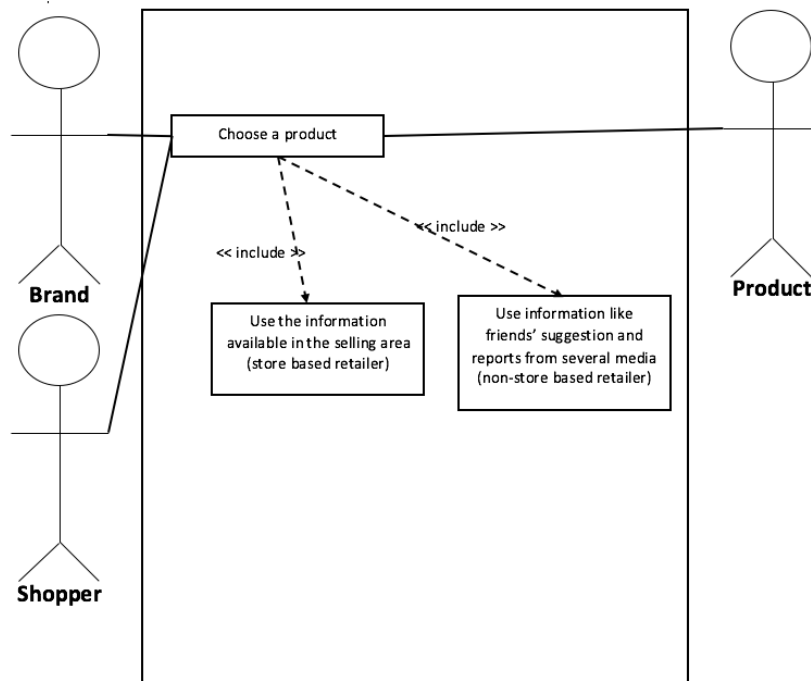 Choose a product
<< include >>
<< include >>
Brand
Product
Use the information
available in the selling area
(store based retailer)
Use information like
friends’ suggestion and
reports from several media
(non-store based retailer)
Shopper